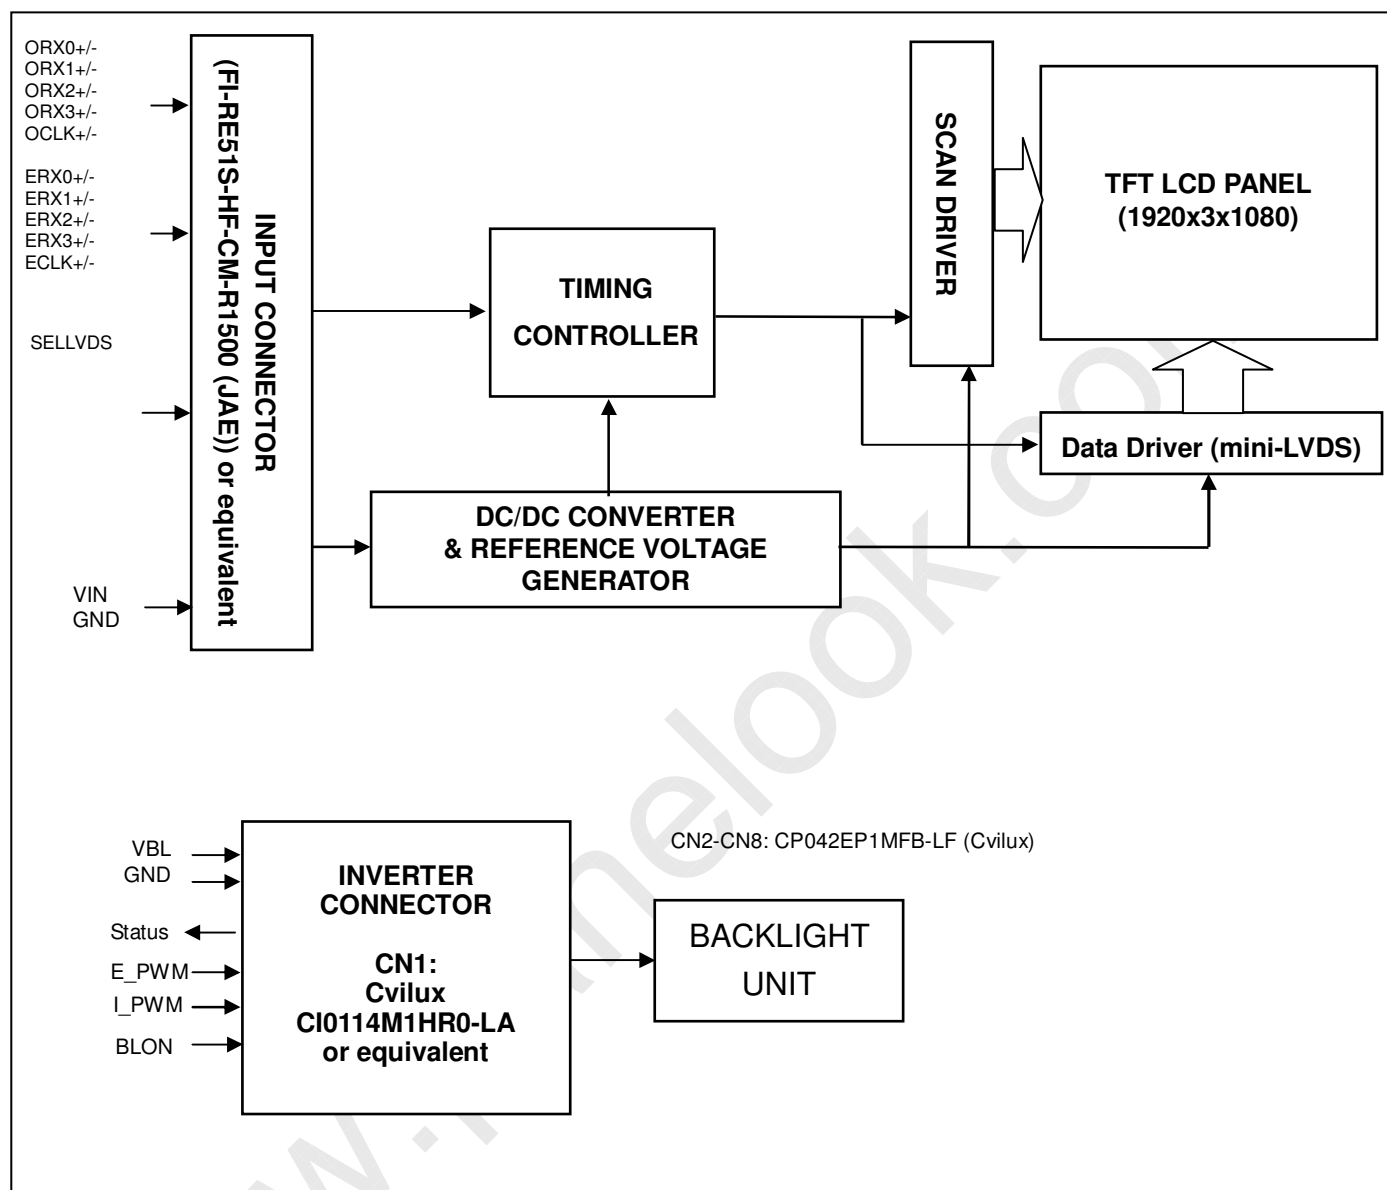 ORX0+/-
ORX1+/-
ORX2+/-
ORX3+/-
OCLK+/-
ERX0+/-
ERX1+/-
ERX2+/-
ERX3+/-
ECLK+/-
SELLVDS
VIN
GND
INPUT CONNECTOR
(FI-RE51S-HF-CM-R1500 (JAE)) or equivalent
TIMING
CONTROLLER
DC/DC CONVERTER
& REFERENCE VOLTAGE
GENERATOR
SCAN DRIVER
TFT LCD PANEL
(1920x3x1080)
Data Driver (mini-LVDS)
VBL
GND
Status
E_PWM
I_PWM
BLON
INVERTER
CONNECTOR
CN1:
Cvilux
CI0114M1HR0-LA
or equivalent
CN2-CN8: CP042EP1MFB-LF (Cvilux)
BACKLIGHT
UNIT